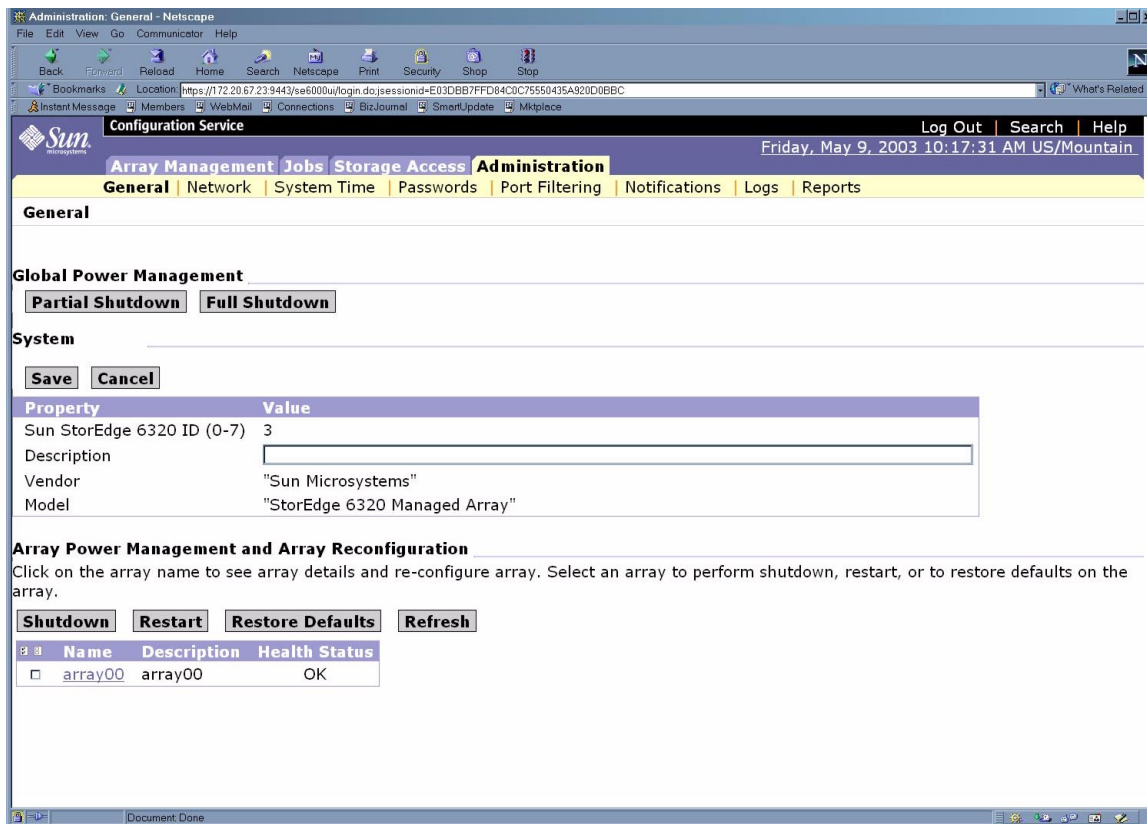 Administration: General - Netscape
File Edit View Go Communicator Help
Back Forward Reload Home Search Netscape Print Security Shop Stop
Bookmarks Location: https://172.20.67.23:9443/se6000ui/login.do;jsessionid=E03DBB7FFD84C0C75550435A920D0BBC What's Related
Instant Message Members WebMail Connections BizJournal SmartUpdate Mktplace
Sun microsystems
Configuration Service
Log Out | Search | Help
Friday, May 9, 2003 10:17:31 AM US/Mountain
Array Management Jobs Storage Access Administration
General | Network | System Time | Passwords | Port Filtering | Notifications | Logs | Reports
General
Global Power Management
Partial Shutdown Full Shutdown
System
Save Cancel
Property Value
Sun StorEdge 6320 ID (0-7) 3
Description
Vendor "Sun Microsystems"
Model "StorEdge 6320 Managed Array"
Array Power Management and Array Reconfiguration
Click on the array name to see array details and re-configure array. Select an array to perform shutdown, restart, or to restore defaults on the
array.
Shutdown Restart Restore Defaults Refresh
Name Description Health Status
array00 array00 OK
Document: Done